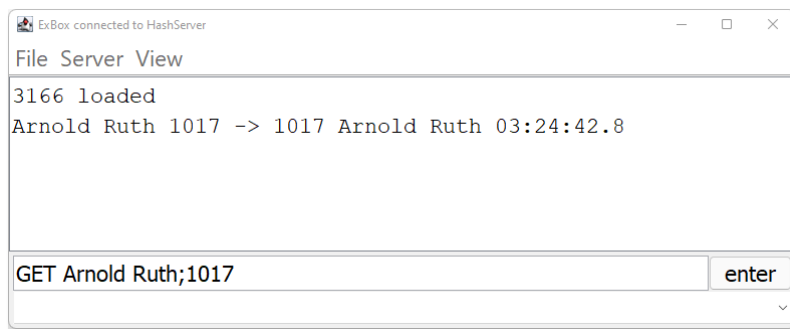 ExBox connected to HashServer
File Server View
3166 loaded
Arnold Ruth 1017 -> 1017 Arnold Ruth 03:24:42.8
GET Arnold Ruth;1017 enter